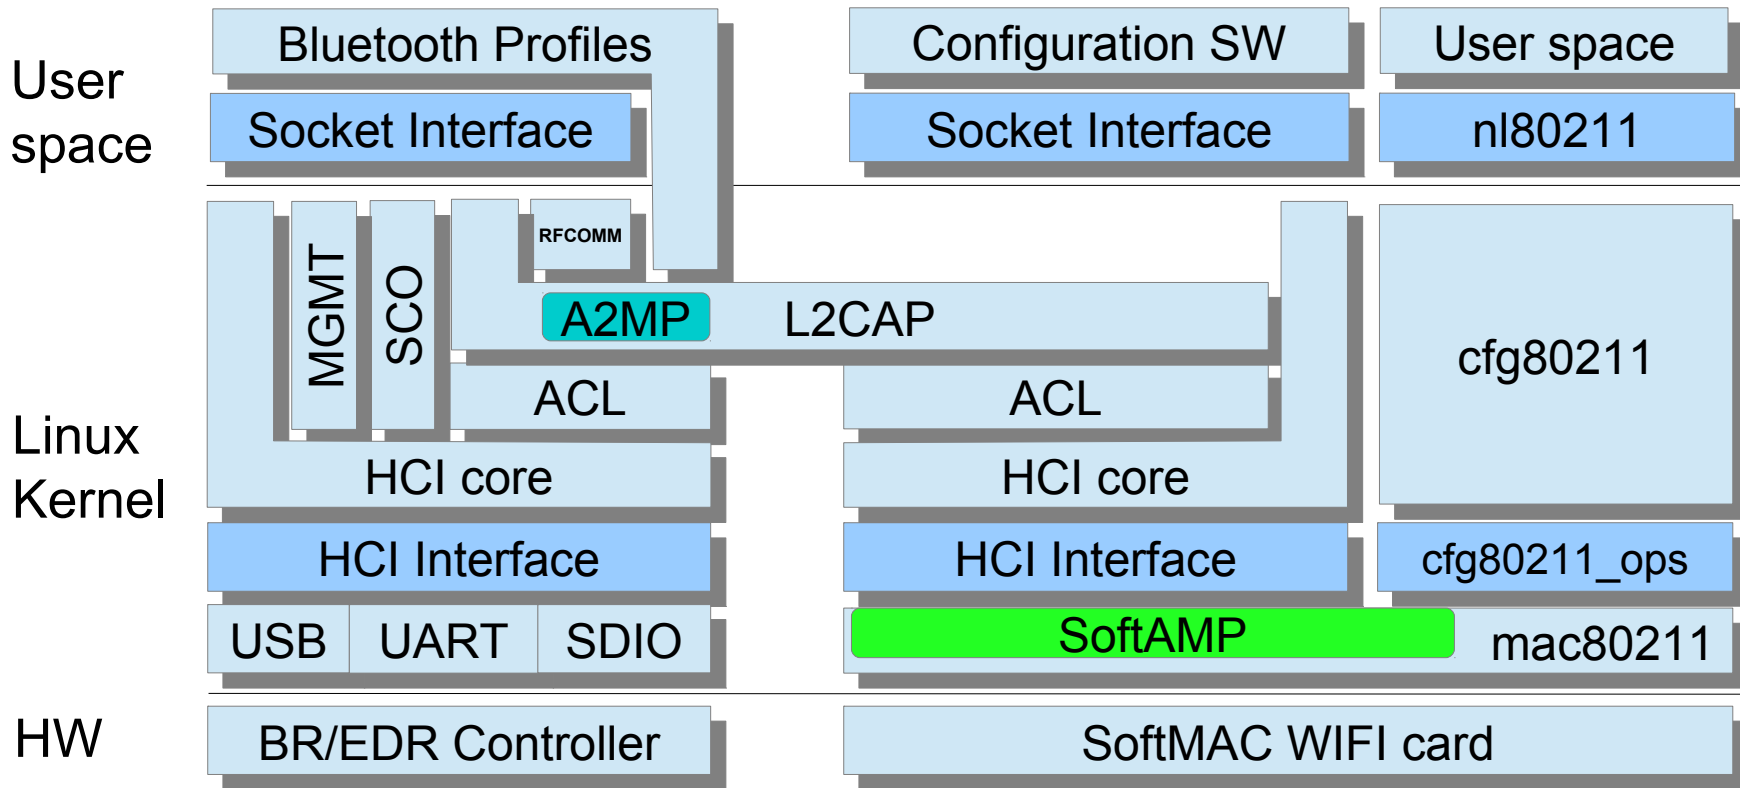 Bluetooth Profiles
Configuration SW
User space
User
space
Socket Interface
Socket Interface
nl80211
MGMT
SCO
RFCOMM
A2MP
L2CAP
cfg80211
ACL
ACL
Linux
Kernel
HCI core
HCI core
HCI Interface
HCI Interface
cfg80211_ops
USB
UART
SDIO
SoftAMP
mac80211
HW
BR/EDR Controller
SoftMAC WIFI card